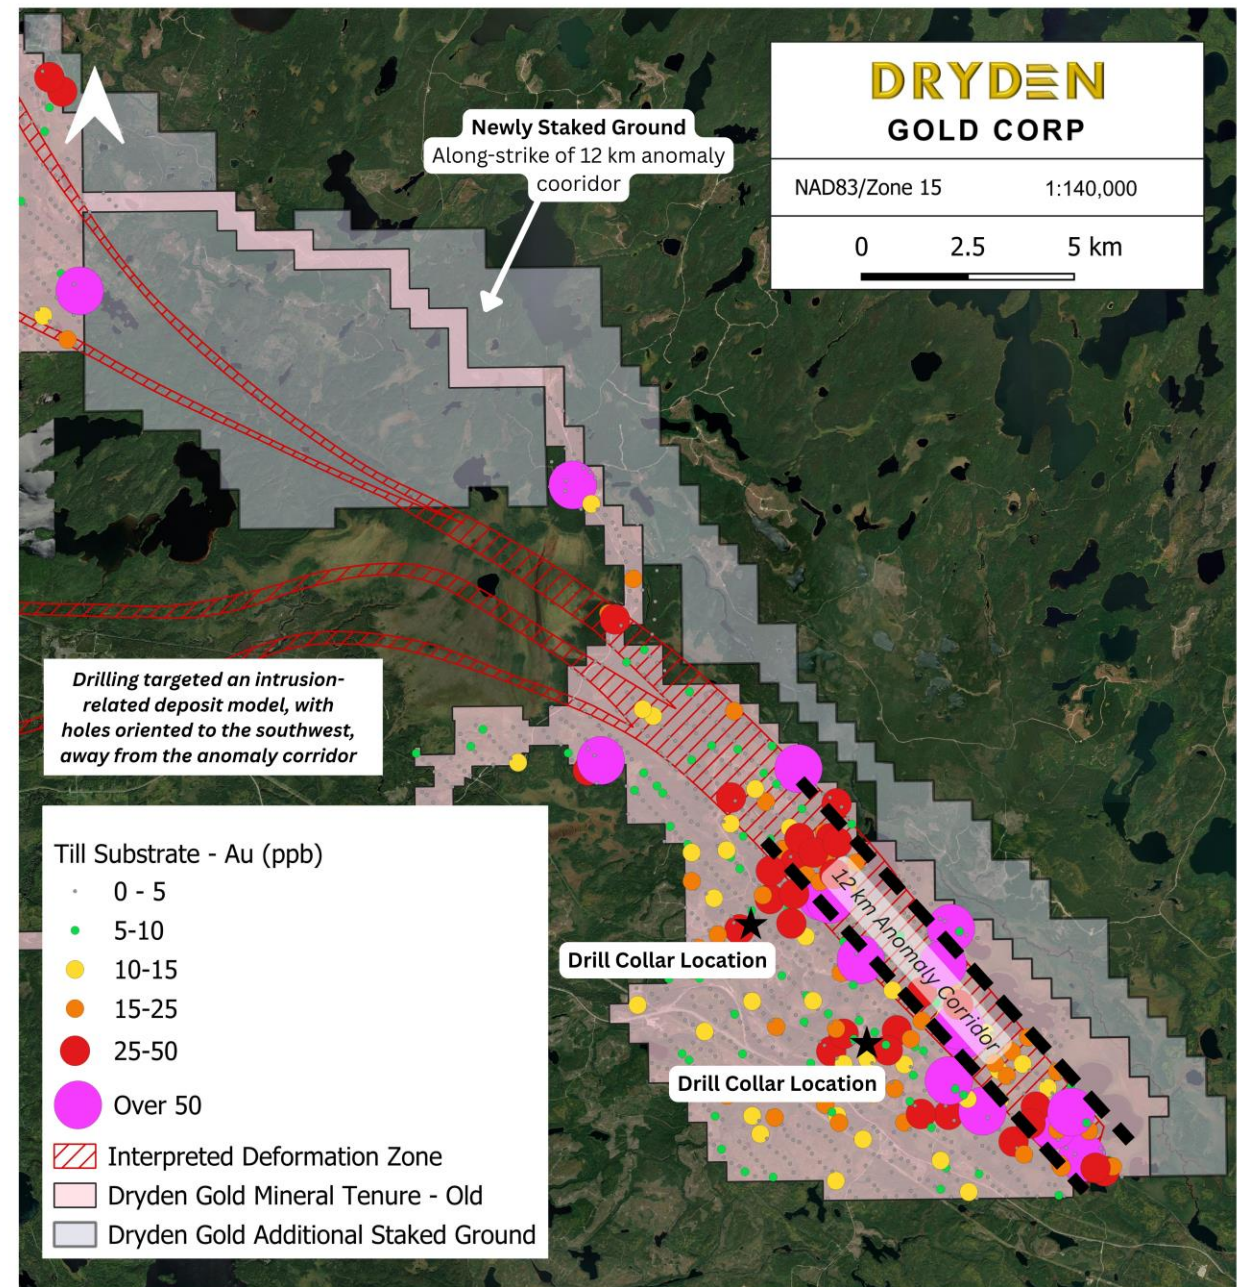 DRYDEN
GOLD CORP
NAD83/Zone 15 1:140,000
0 2.5 5 km
Newly Staked Ground
Along-strike of 12 km anomaly
cooridor
Drilling targeted an intrusion-
related deposit model, with
holes oriented to the southwest,
away from the anomaly corridor
12 km Anomaly Corridor
Drill Collar Location
Drill Collar Location
Till Substrate - Au (ppb)
0 - 5
5-10
10-15
15-25
25-50
Over 50
Interpreted Deformation Zone
Dryden Gold Mineral Tenure - Old
Dryden Gold Additional Staked Ground